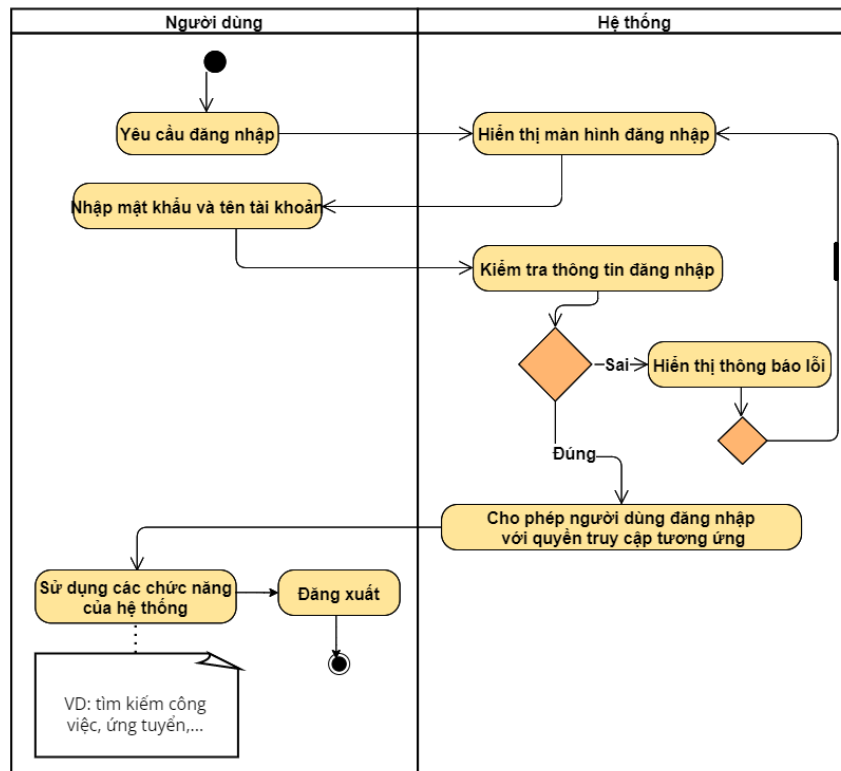 Người dùng
Hệ thống
Yêu cầu đăng nhập
Hiển thị màn hình đăng nhập
Nhập mật khẩu và tên tài khoản
Kiểm tra thông tin đăng nhập
Sai
Hiển thị thông báo lỗi
Đúng
Cho phép người dùng đăng nhập
với quyền truy cập tương ứng
Sử dụng các chức năng
của hệ thống
Đăng xuất
VD: tìm kiếm công
việc, ứng tuyển,...